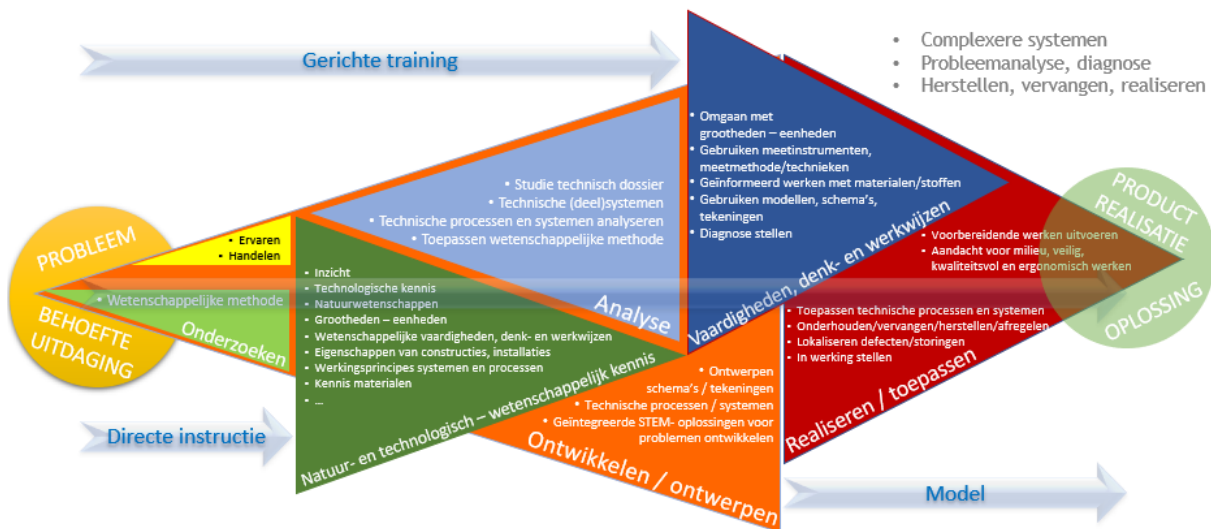 Gerichte training
• Complexere systemen
• Probleemanalyse, diagnose
• Herstellen, vervangen, realiseren
PROBLEEM
BEHOEFTE
UITDAGING
• Ervaren
• Handelen
• Wetenschappelijke methode
Onderzoeken
• Inzicht
• Technologische kennis
• Natuurwetenschappen
• Grootheden – eenheden
• Wetenschappelijke vaardigheden, denk- en werkwijzen
• Eigenschappen van constructies, installaties
• Werkingsprincipes systemen en processen
• Kennis materialen
• ...
Natuur- en technologisch – wetenschappelijk kennis
• Studie technisch dossier
• Technische (deel)systemen
• Technische processen en systemen analyseren
• Toepassen wetenschappelijke methode
Analyse
• Omgaan met
grootheden – eenheden
• Gebruiken meetinstrumenten,
meetmethode/technieken
• Geïnformeerd werken met materialen/stoffen
• Gebruiken modellen, schema's,
tekeningen
• Diagnose stellen
Vaardigheden, denk- en werkwijzen
• Ontwerpen
schema's / tekeningen
• Technische processen / systemen
• Geïntegreerde STEM- oplossingen voor
problemen ontwikkelen
Ontwikkelen / ontwerpen
• Voorbereidende werken uitvoeren
• Aandacht voor milieu, veilig,
kwaliteitsvol en ergonomisch werken
• Toepassen technische processen en systemen
• Onderhouden/vervangen/herstellen/afregelen
• Lokaliseren defecten/storingen
• In werking stellen
Realiseren / toepassen
PRODUCT
REALISATIE
OPLOSSING
Directe instructie
Model